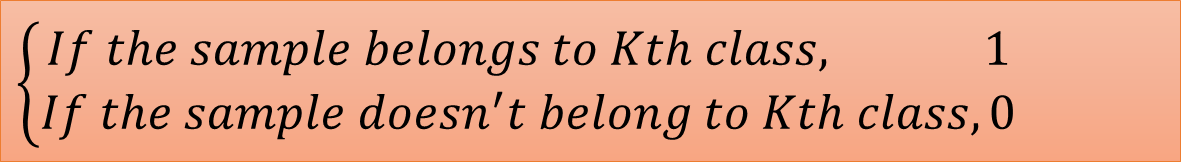 If the sample belongs to Kth class, 1
If the sample doesn't belong to Kth class, 0